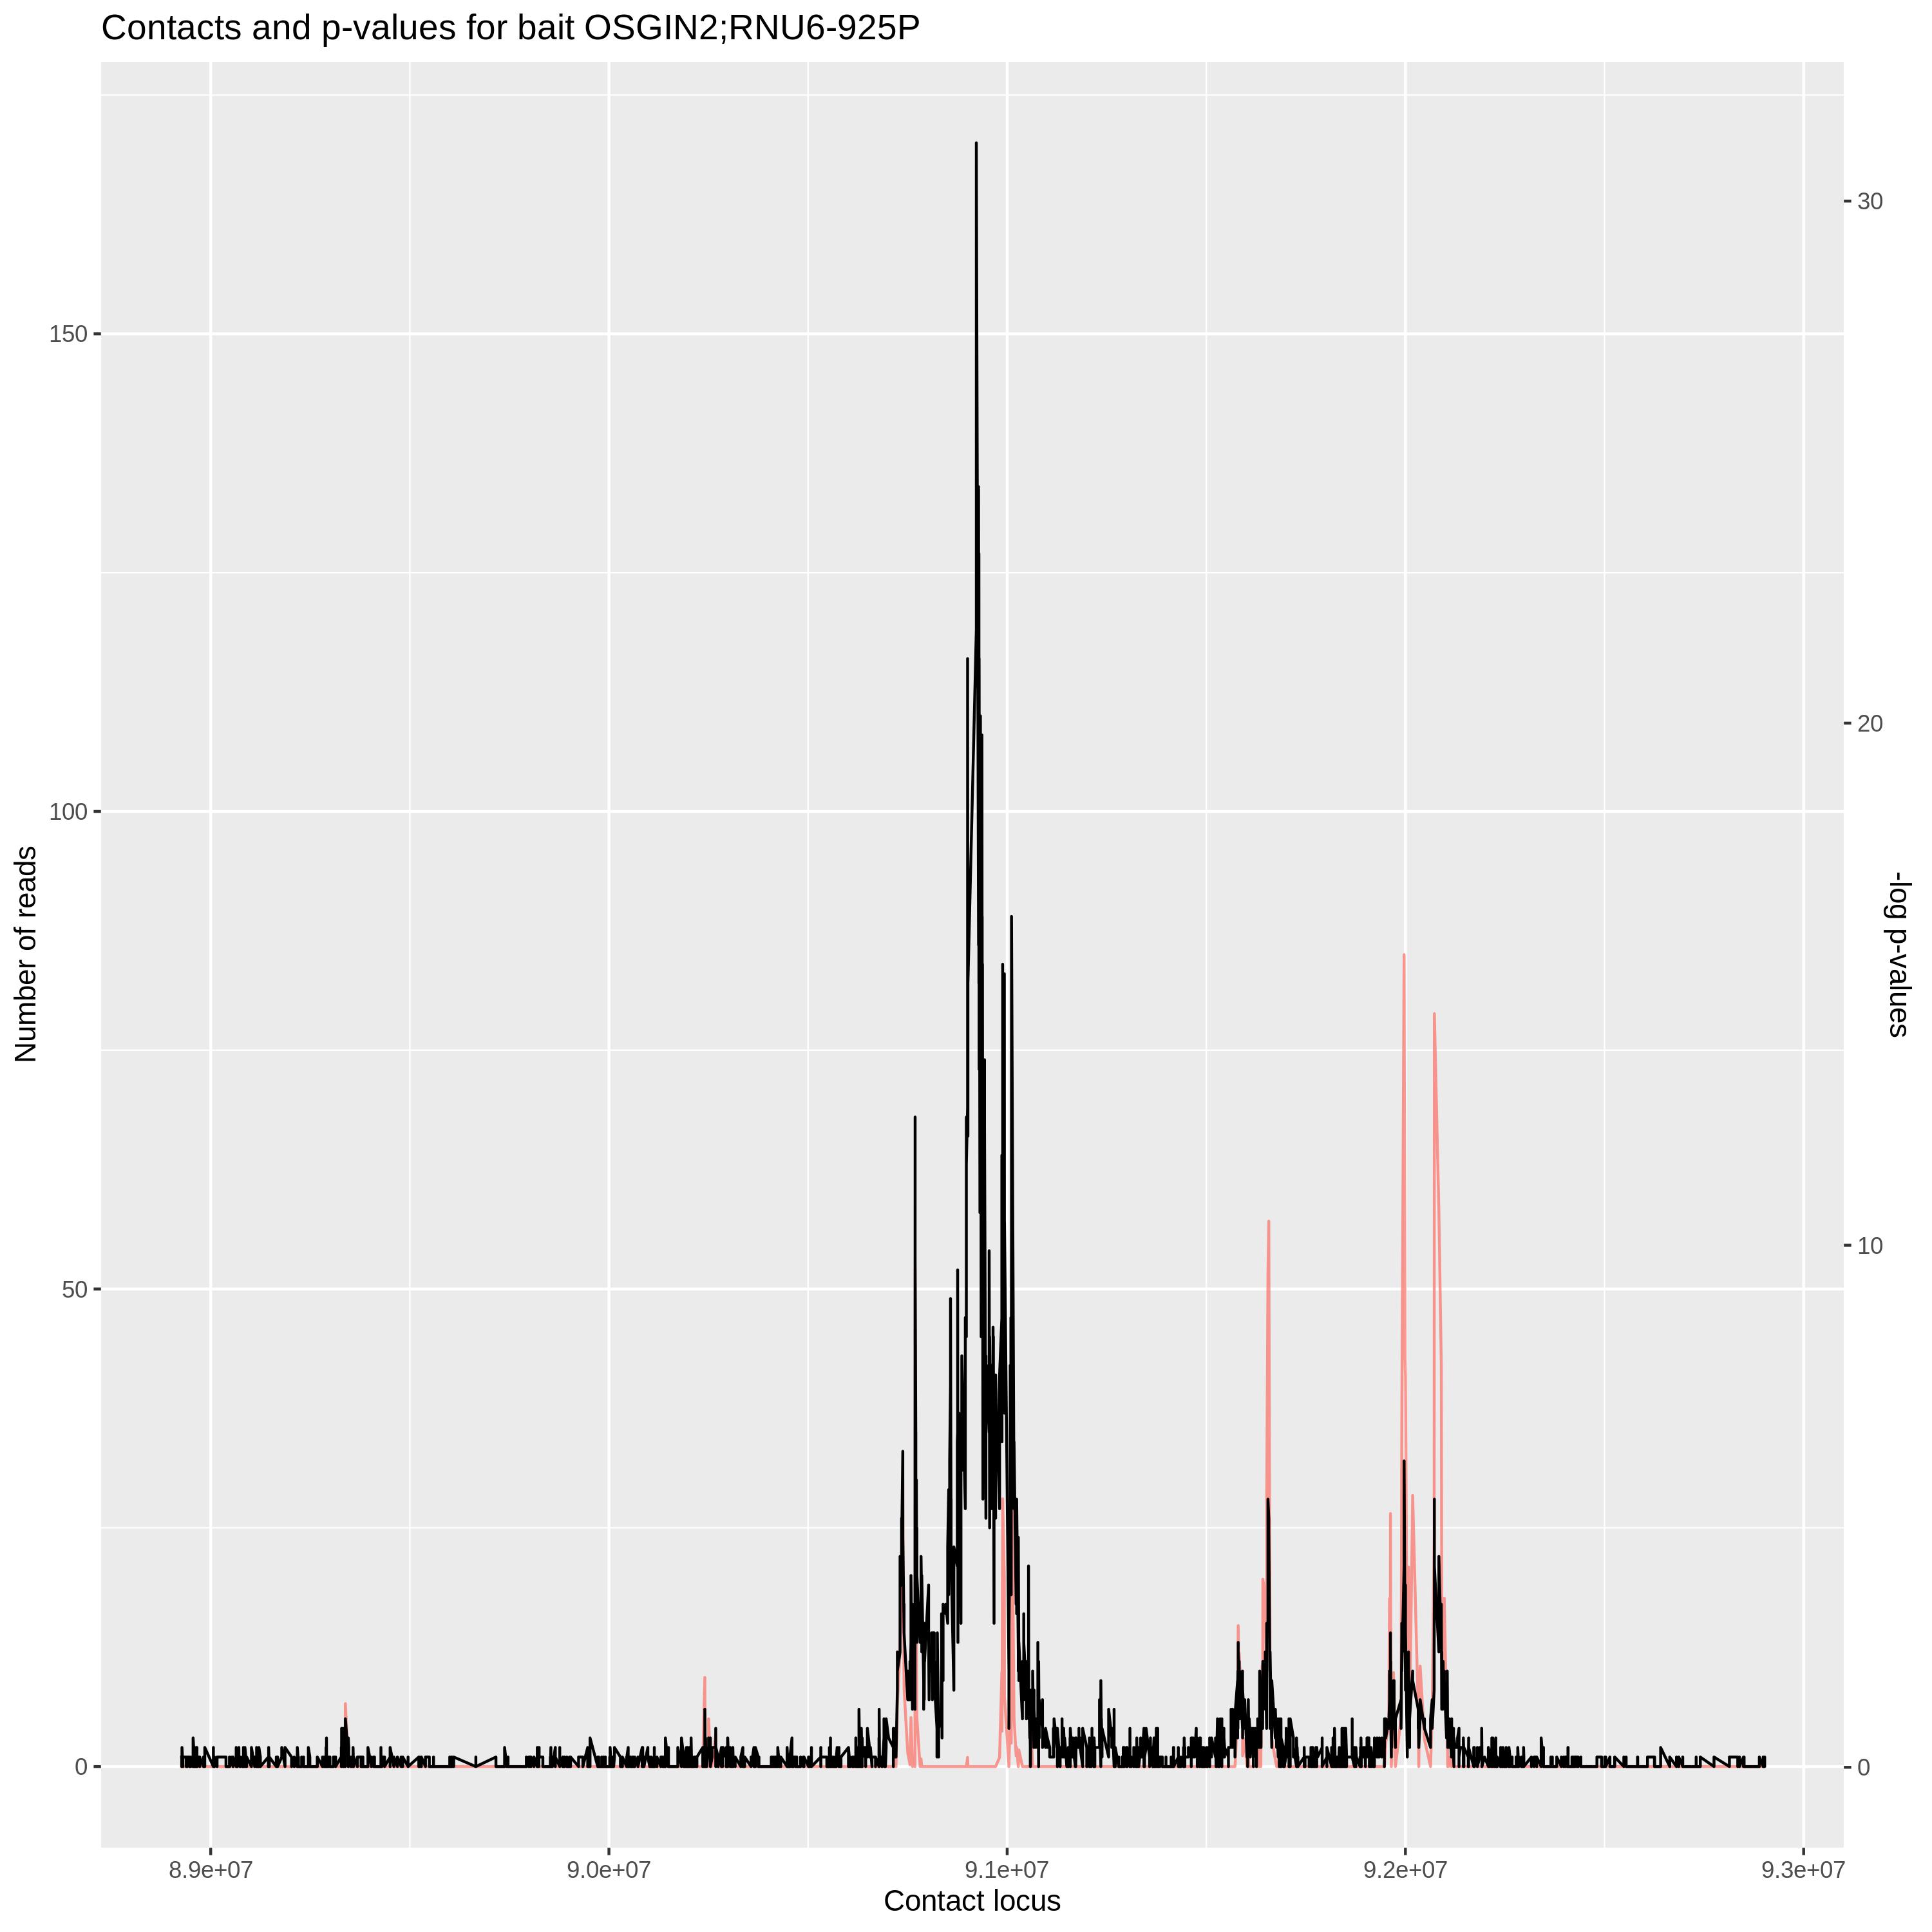 Contacts and p-values for bait OSGIN2;RNU6-925P
150
100
50
0
Number of reads
30
20
10
0
-log p-values
8.9e+07
9.0e+07
9.1e+07
9.2e+07
9.3e+07
Contact locus